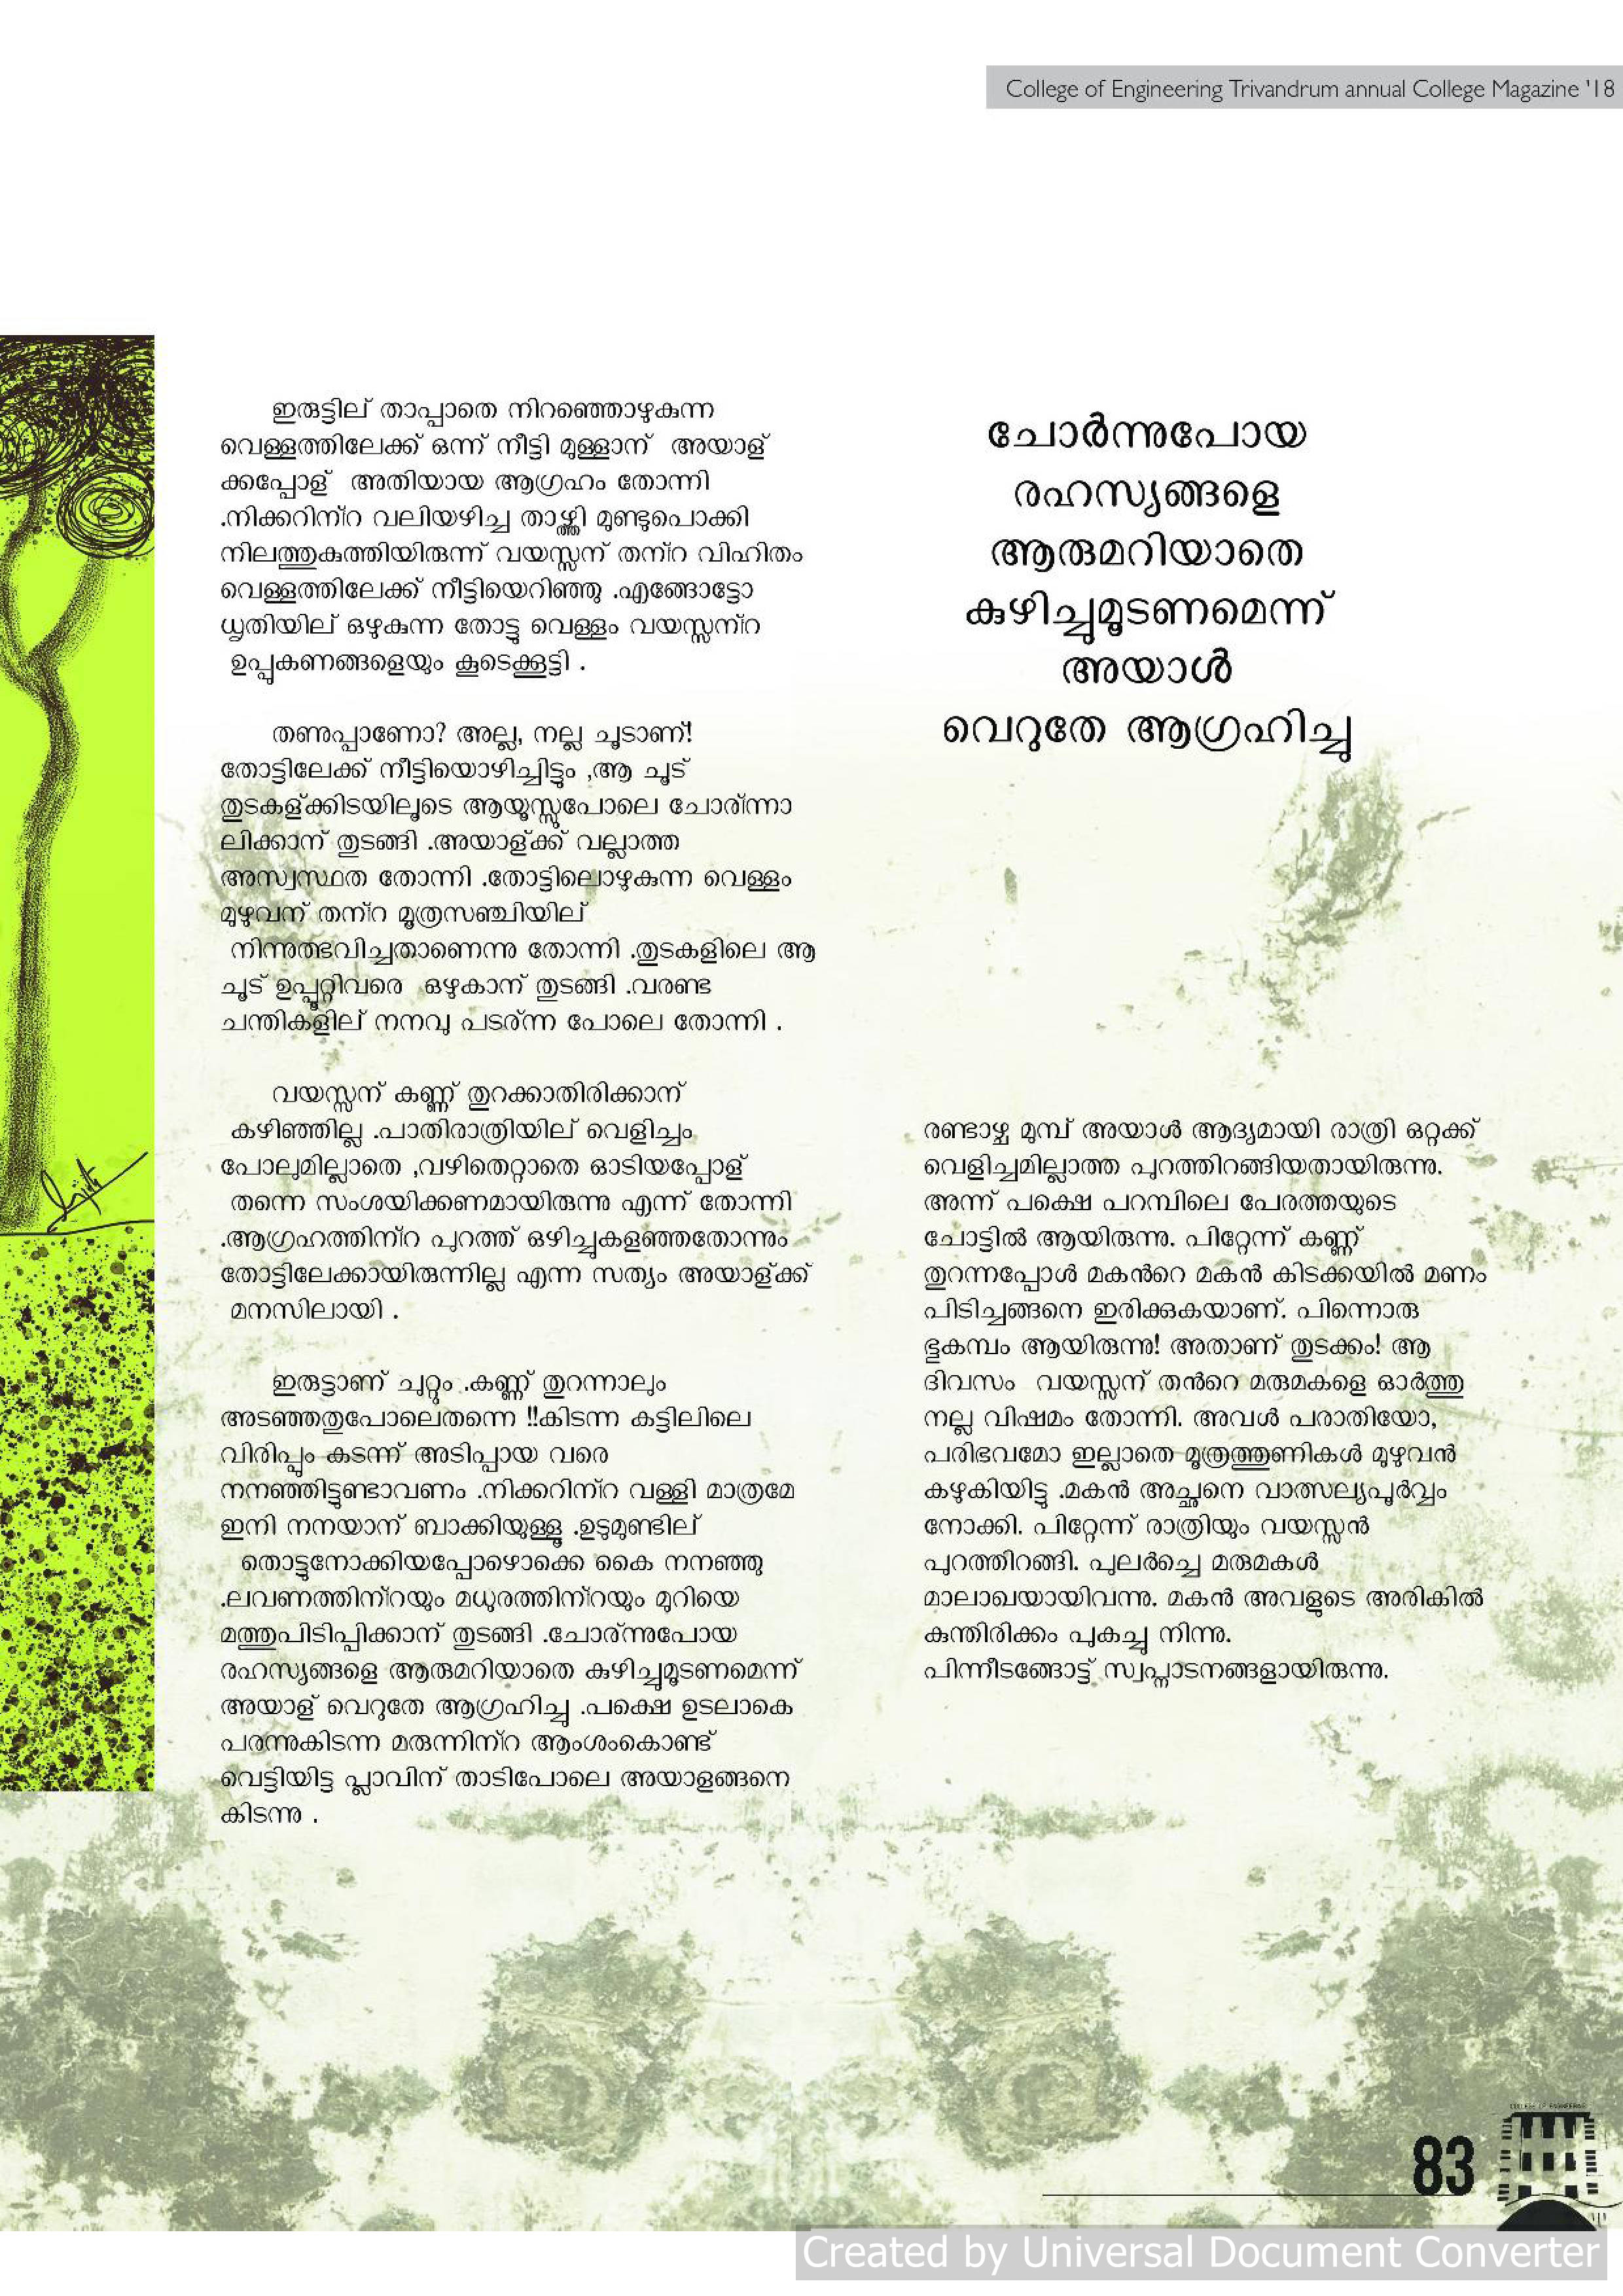 College of Engineering Trivandrum annual College Magazine '18
ഇരുട്ടില് താപ്പാതെ നിറഞ്ഞൊഴുകുന്ന
വെള്ളത്തിലേക്ക് ഒന്ന് നീട്ടി മുള്ളാന് അയാള്
ക്കപ്പോള് അതിയായ ആഗ്രഹം തോന്നി
.നിക്കറിന്റെ വലിയഴിച്ച താഴ്ത്തി മുണ്ടുപൊക്കി
നിലത്തുകുത്തിയിരുന്ന് വയസ്സന് തന്റെ വിഹിതം
വെള്ളത്തിലേക്ക് നീട്ടിയെറിഞ്ഞു .എങ്ങോട്ടോ
ധൃതിയില് ഒഴുകുന്ന തോട്ടു വെള്ളം വയസ്സന്റെ
ഉപ്പുകണങ്ങളെയും കൂടെക്കൂട്ടി .
തണുപ്പാണോ? അല്ല, നല്ല ചൂടാണ്!
തോട്ടിലേക്ക് നീട്ടിയൊഴിച്ചിട്ടും ,ആ ചൂട്
തുടകള്ക്കിടയിലൂടെ ആയൂസ്സുപോലെ ചോര്ന്നാ
ലിക്കാന് തുടങ്ങി .അയാള്ക്ക് വല്ലാത്ത
അസ്വസ്ഥത തോന്നി .തോട്ടിലൊഴുകുന്ന വെള്ളം
മുഴുവന് തന്റെ മൂത്രസഞ്ചിയില്
നിന്നുത്ഭവിച്ചതാണെന്നു തോന്നി .തുടകളിലെ ആ
ചൂട് ഉപ്പൂറ്റിവരെ ഒഴുകാന് തുടങ്ങി .വരണ്ട
ചന്തികളില് നനവു പടര്ന്ന പോലെ തോന്നി .
വയസ്സന് കണ്ണ് തുറക്കാതിരിക്കാന്
കഴിഞ്ഞില്ല .പാതിരാത്രിയില് വെളിച്ചം
പോലുമില്ലാതെ ,വഴിതെറ്റാതെ ഓടിയപ്പോള്
തന്നെ സംശയിക്കണമായിരുന്നു എന്ന് തോന്നി
.ആഗ്രഹത്തിന്റെ പുറത്ത് ഒഴിച്ചുകളഞ്ഞതോന്നും
തോട്ടിലേക്കായിരുന്നില്ല എന്ന സത്യം അയാള്ക്ക്
മനസിലായി .
ഇരുട്ടാണ് ചുറ്റും .കണ്ണ് തുറന്നാലും
അടഞ്ഞതുപോലെതന്നെ !!കിടന്ന കട്ടിലിലെ
വിരിപ്പും കടന്ന് അടിപ്പായ വരെ
നനഞ്ഞിട്ടുണ്ടാവണം .നിക്കറിന്റെ വള്ളി മാത്രമേ
ഇനി നനയാന് ബാക്കിയുള്ളൂ .ഉടുമുണ്ടില്
തൊട്ടുനോക്കിയപ്പോഴൊക്കെ കൈ നനഞ്ഞു
.ലവണത്തിന്റെയും മധുരത്തിന്റെയും മുറിയെ
മത്തുപിടിപ്പിക്കാന് തുടങ്ങി .ചോര്ന്നുപോയ
രഹസ്യങ്ങളെ ആരുമറിയാതെ കുഴിച്ചുമൂടണമെന്ന്
അയാള് വെറുതേ ആഗ്രഹിച്ചു .പക്ഷെ ഉടലാകെ
പരന്നുകിടന്ന മരുന്നിന്റെ ആംശംകൊണ്ട്
വെട്ടിയിട്ട പ്ലാവിന് താടിപോലെ അയാളങ്ങനെ
കിടന്നു .
ചോർന്നുപോയ
രഹസ്യങ്ങളെ
ആരുമറിയാതെ
കുഴിച്ചുമൂടണമെന്ന്
അയാൾ
വെറുതേ ആഗ്രഹിച്ചു
രണ്ടാഴ്ച മുമ്പ് അയാൾ ആദ്യമായി രാത്രി ഒറ്റക്ക്
വെളിച്ചമില്ലാത്ത പുറത്തിറങ്ങിയതായിരുന്നു.
അന്ന് പക്ഷെ പറമ്പിലെ പേരത്തയുടെ
ചോട്ടിൽ ആയിരുന്നു. പിറ്റേന്ന് കണ്ണ്
തുറന്നപ്പോൾ മകൻറെ മകൻ കിടക്കയിൽ മണം
പിടിച്ചങ്ങനെ ഇരിക്കുകയാണ്. പിന്നൊരു
ഭൂകമ്പം ആയിരുന്നു! അതാണ് തുടക്കം! ആ
ദിവസം വയസ്സന് തൻറെ മരുമകളെ ഓർത്തു
നല്ല വിഷമം തോന്നി. അവൾ പരാതിയോ,
പരിഭവമോ ഇല്ലാതെ മൂത്രത്തുണികൾ മുഴുവൻ
കഴുകിയിട്ടു .മകൻ അച്ഛനെ വാത്സല്യപൂർവ്വം
നോക്കി. പിറ്റേന്ന് രാത്രിയും വയസ്സൻ
പുറത്തിറങ്ങി. പുലർച്ചെ മരുമകൾ
മാലാഖയായിവന്നു. മകൻ അവളുടെ അരികിൽ
കുന്തിരിക്കം പുകച്ചു നിന്നു.
പിന്നീടങ്ങോട്ട് സ്വപ്നാടനങ്ങളായിരുന്നു.
COLLEGE OF ENGINEERING
83
Created by Universal Document Converter